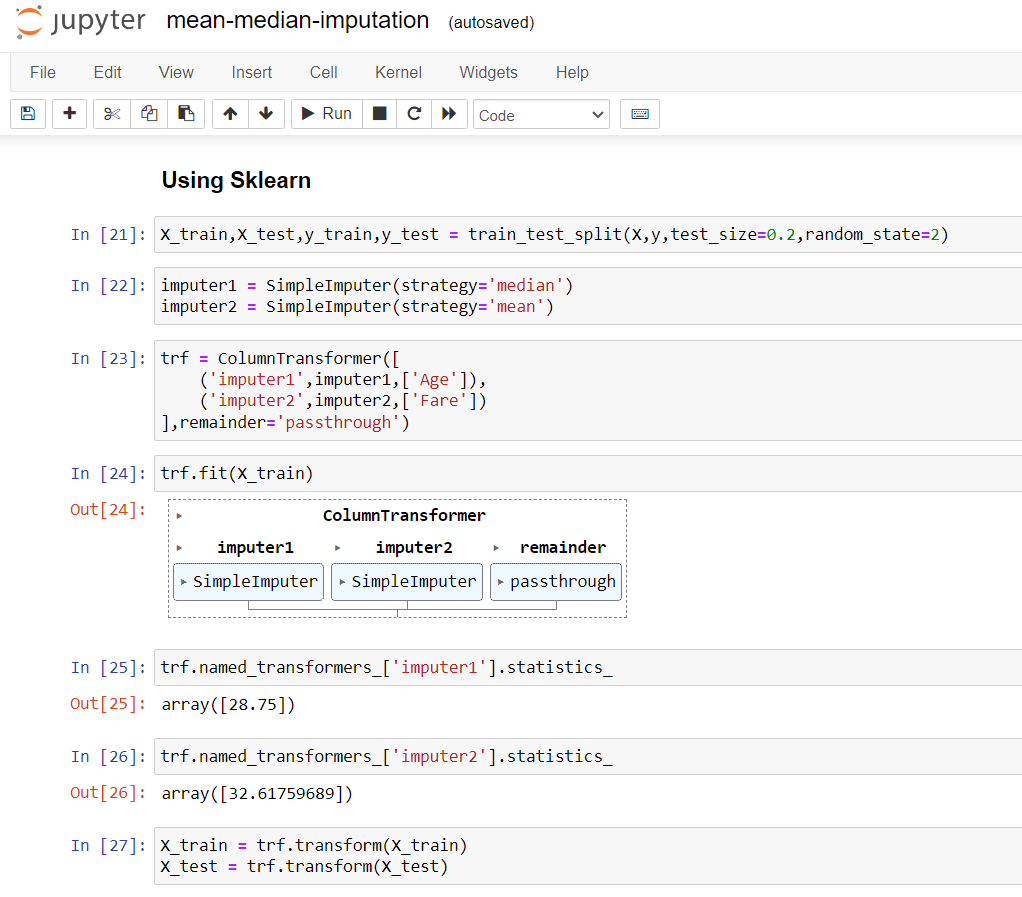 jupyter mean-median-imputation (autosaved)
File Edit View Insert Cell Kernel Widgets Help
Run Code
Using Sklearn
In [21]: X_train,X_test,y_train,y_test = train_test_split(X,y,test_size=0.2,random_state=2)
In [22]: imputer1 = SimpleImputer(strategy='median')
imputer2 = SimpleImputer(strategy='mean')
In [23]: trf = ColumnTransformer([
('imputer1',imputer1,['Age']),
('imputer2',imputer2,['Fare'])
],remainder='passthrough')
In [24]: trf.fit(X_train)
Out[24]: ColumnTransformer
imputer1 imputer2 remainder
SimpleImputer SimpleImputer passthrough
In [25]: trf.named_transformers_['imputer1'].statistics_
Out[25]: array([28.75])
In [26]: trf.named_transformers_['imputer2'].statistics_
Out[26]: array([32.61759689])
In [27]: X_train = trf.transform(X_train)
X_test = trf.transform(X_test)